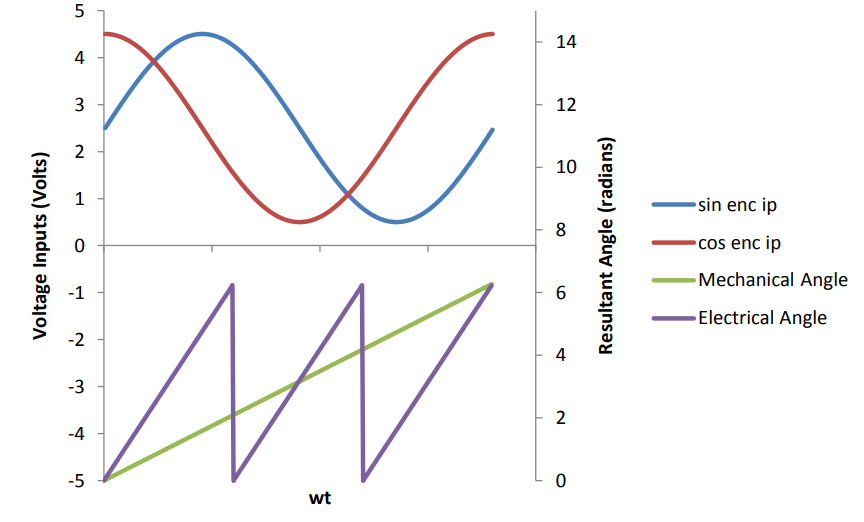 Voltage Inputs (Volts)
5
4
3
2
1
0
-1
-2
-3
-4
-5
wt
14
12
10
8
6
4
2
0
Resultant Angle (radians)
sin enc ip
cos enc ip
Mechanical Angle
Electrical Angle